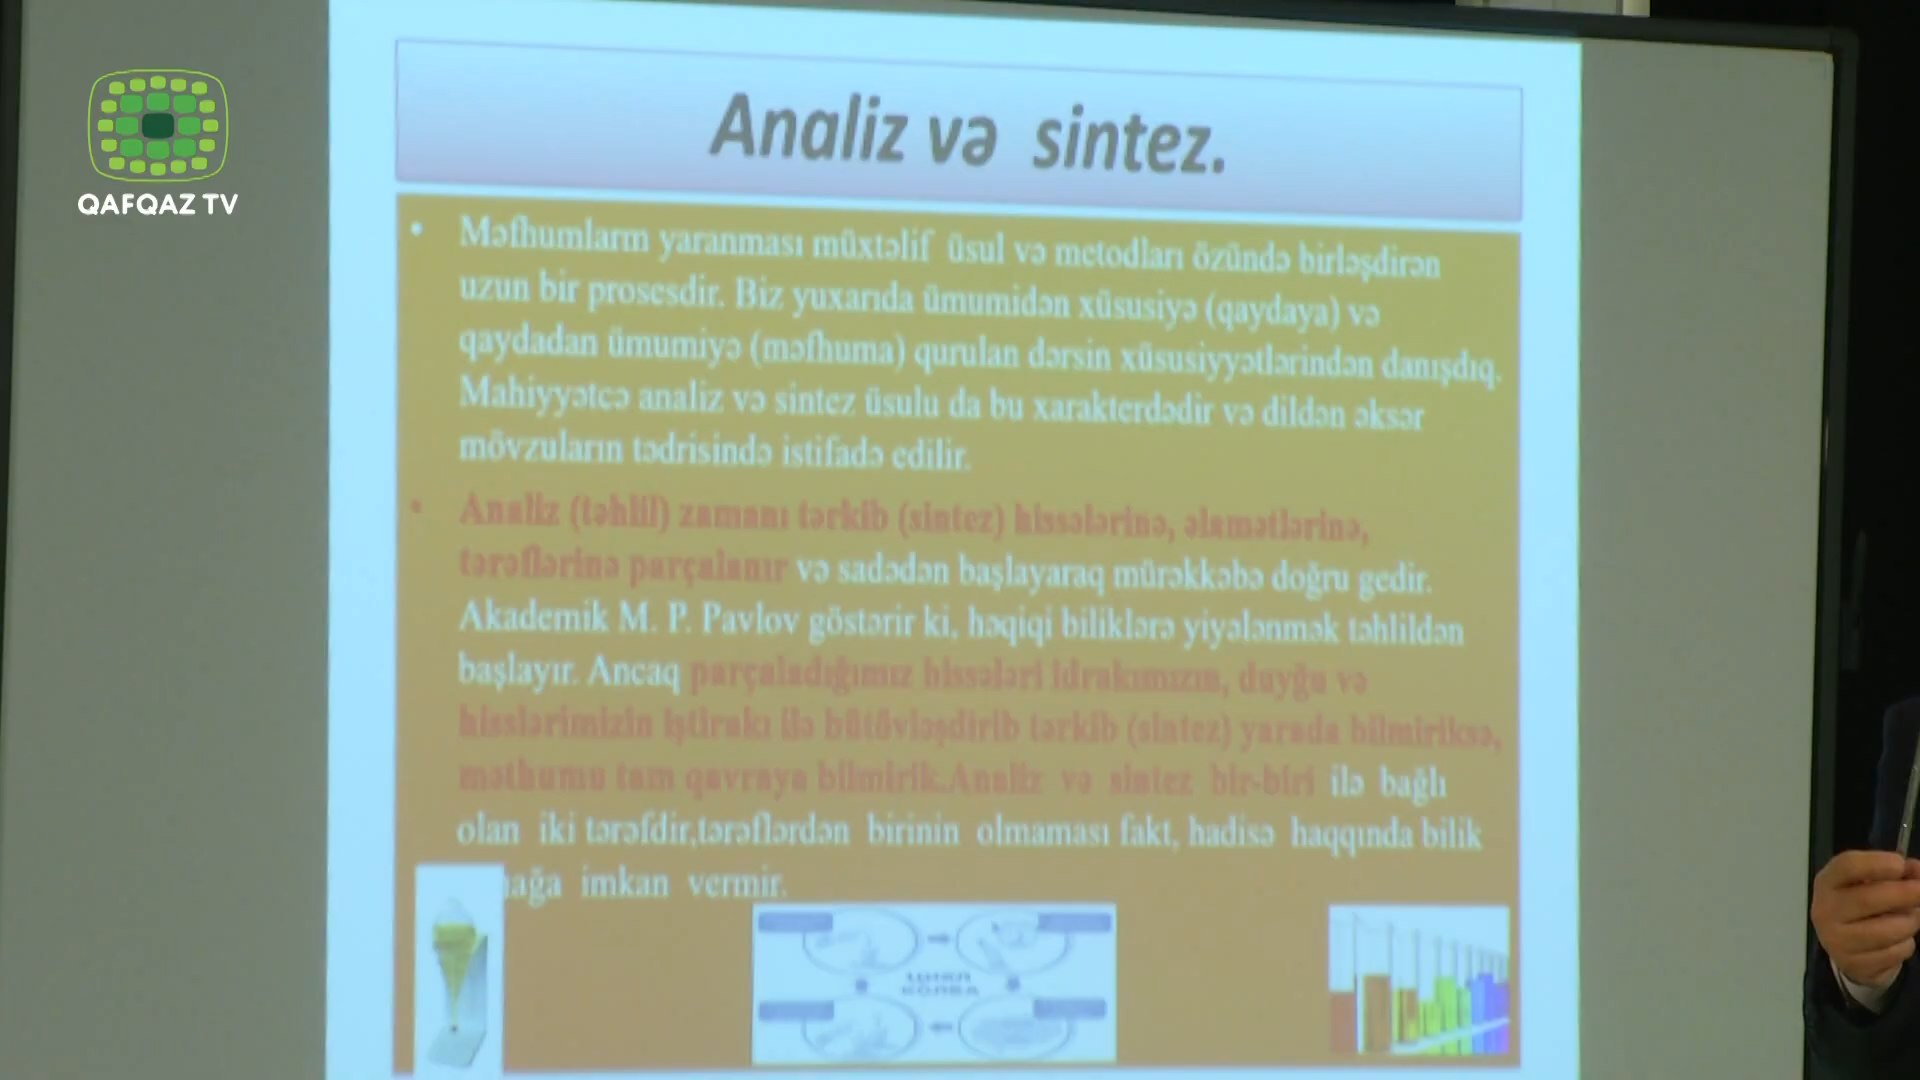 QAFQAZ TV
Analiz və sintez.
• Məfhumların yaranması müxtəlif üsul və metodları özündə birləşdirən
uzun bir prosesdir. Biz yuxarıda ümumidən xüsusiyə (qaydaya) və
qaydadan ümumiyə (məfhuma) qurulan dərsin xüsusiyyətlərindən danışdıq.
Mahiyyətcə analiz və sintez üsulu da bu xarakterdədir və dildən əksər
mövzuların tədrisində istifadə edilir.
• Analiz (təhlil) zamanı tərkib (sintez) hissələrinə, əlamətlərinə,
tərəflərinə parçalanır və sadədən başlayaraq mürəkkəbə doğru gedir.
Akademik M. P. Pavlov göstərir ki, həqiqi biliklərə yiyələnmək təhlildən
başlayır. Ancaq parçaladığımız hissələri idrakımızın, duyğu və
hisslərimizin iştirakı ilə bütövləşdirib tərkib (sintez) yarada bilmiriksə,
məfhumu tam qavraya bilmirik.Analiz və sintez bir-biri ilə bağlı
olan iki tərəfdir,tərəflərdən birinin olmaması fakt, hadisə haqqında bilik
mağa imkan vermir.
ЦИКЛ
КОЛБА